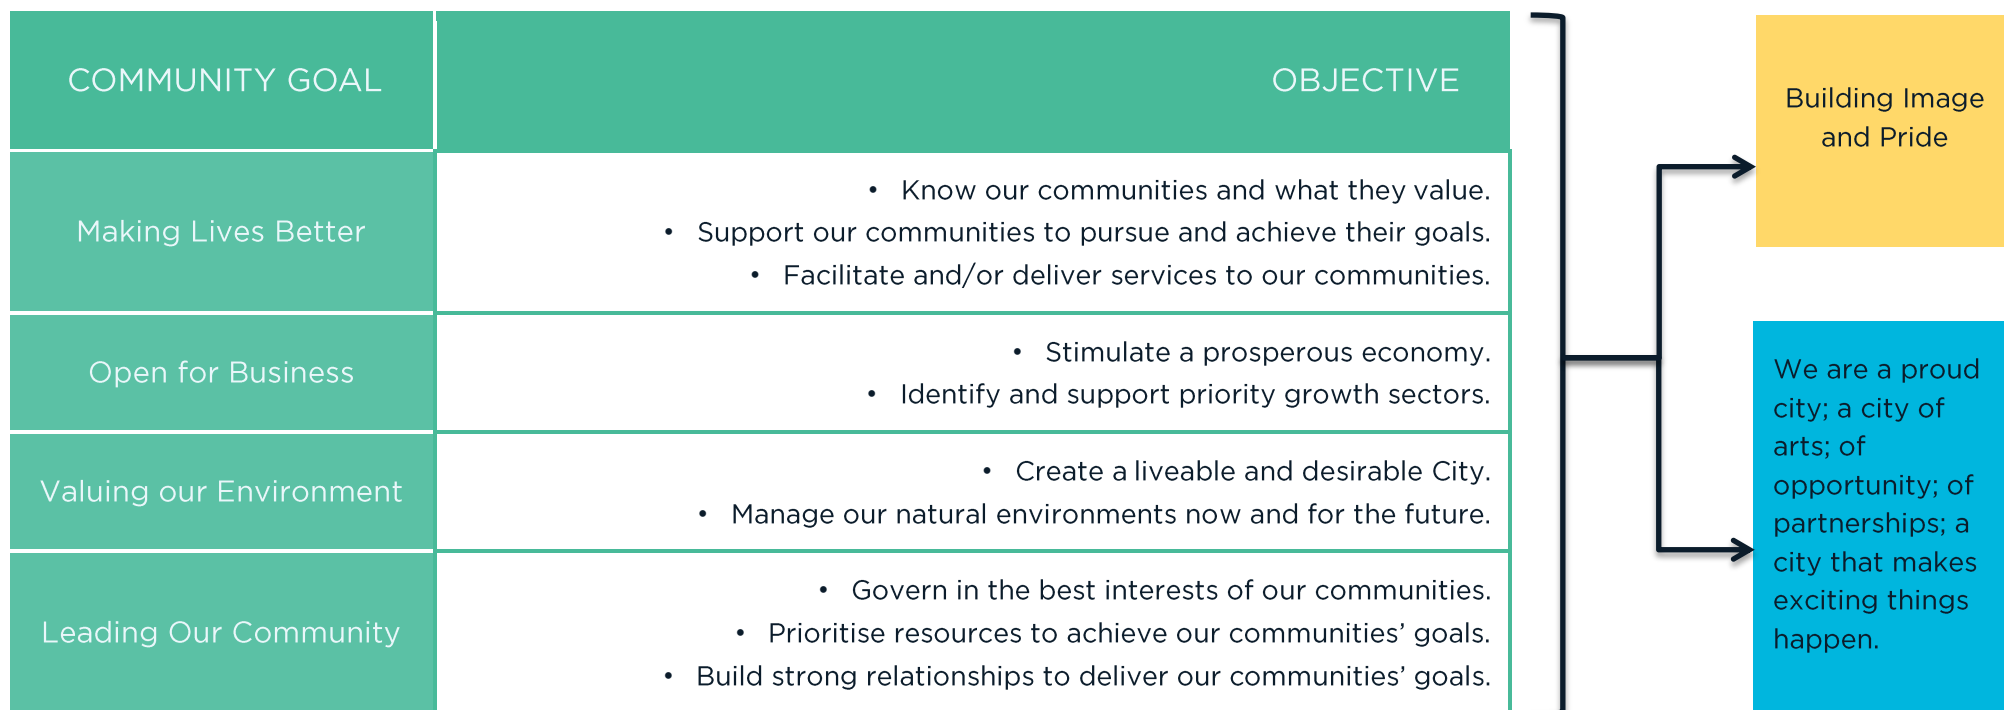 COMMUNITY GOAL
OBJECTIVE
Making Lives Better
• Know our communities and what they value.
• Support our communities to pursue and achieve their goals.
• Facilitate and/or deliver services to our communities.
Open for Business
• Stimulate a prosperous economy.
• Identify and support priority growth sectors.
Valuing our Environment
• Create a liveable and desirable City.
• Manage our natural environments now and for the future.
Leading Our Community
• Govern in the best interests of our communities.
• Prioritise resources to achieve our communities’ goals.
• Build strong relationships to deliver our communities’ goals.
Building Image
and Pride
We are a proud
city; a city of
arts; of
opportunity; of
partnerships; a
city that makes
exciting things
happen.